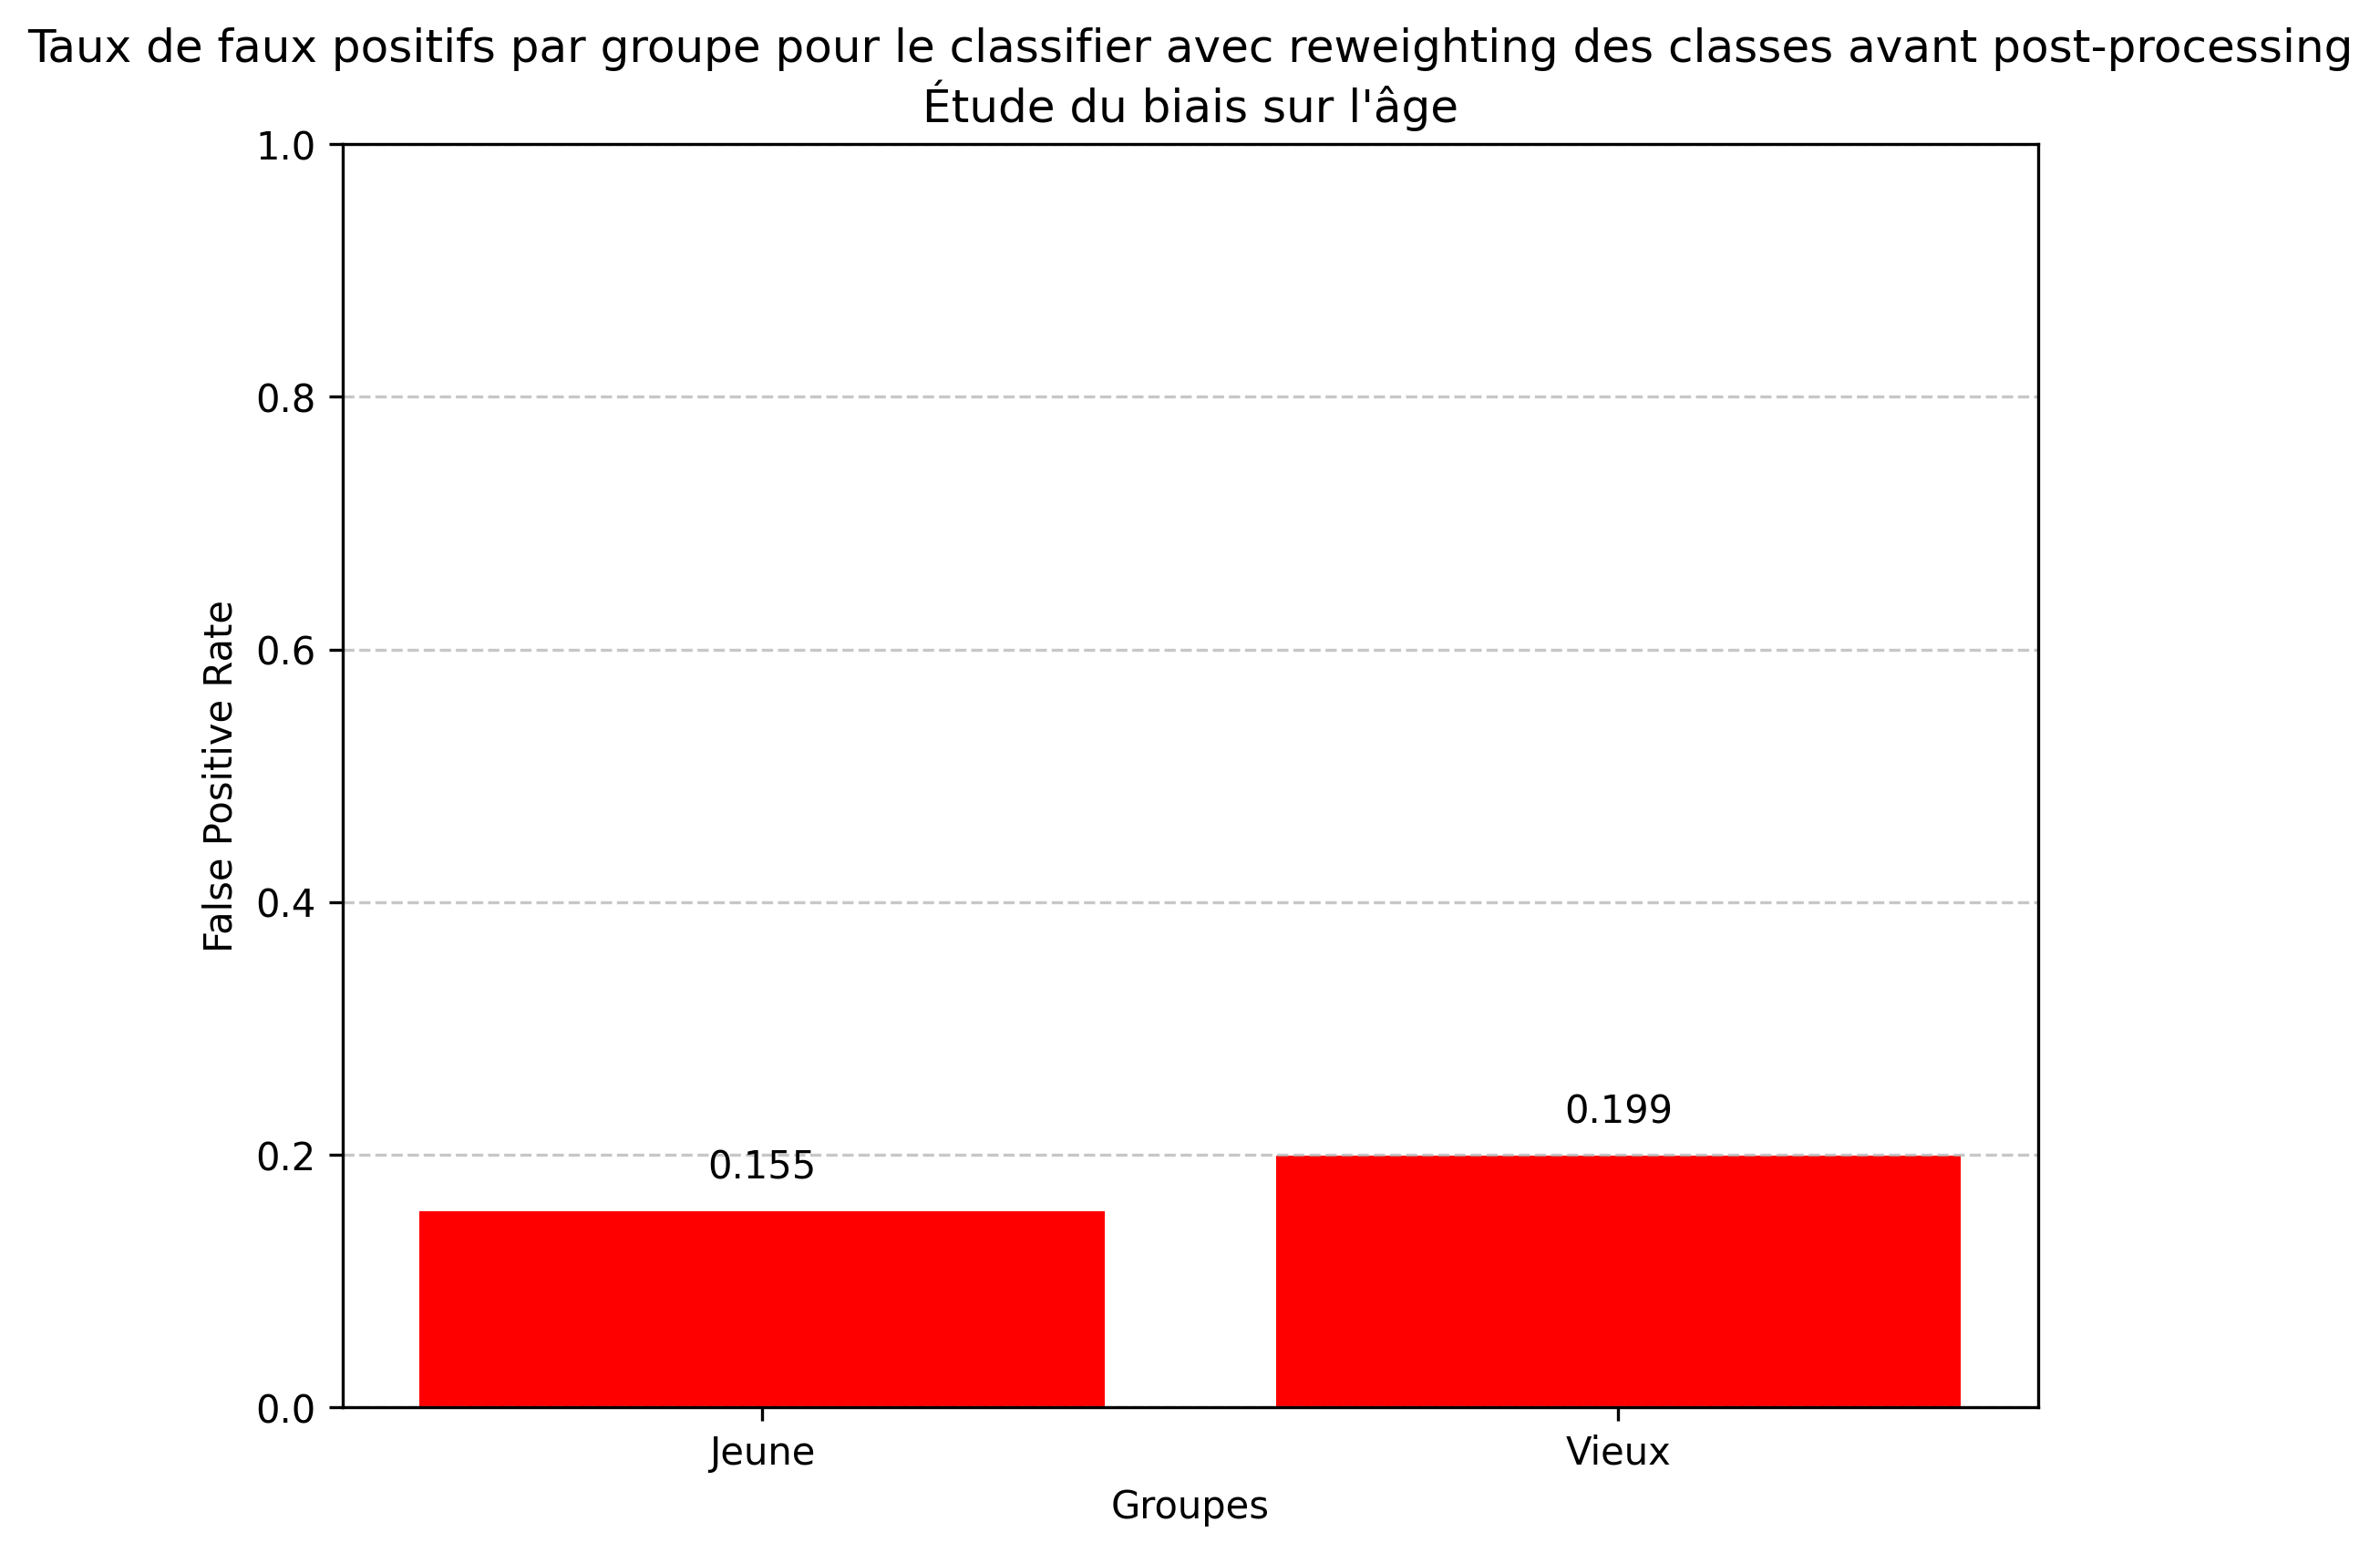 Taux de faux positifs par groupe pour le classifier avec reweighting des classes avant post-processing
Étude du biais sur l'âge
1.0
0.8
0.6
0.4
0.2
0.0
False Positive Rate
0.155
0.199
Jeune
Vieux
Groupes